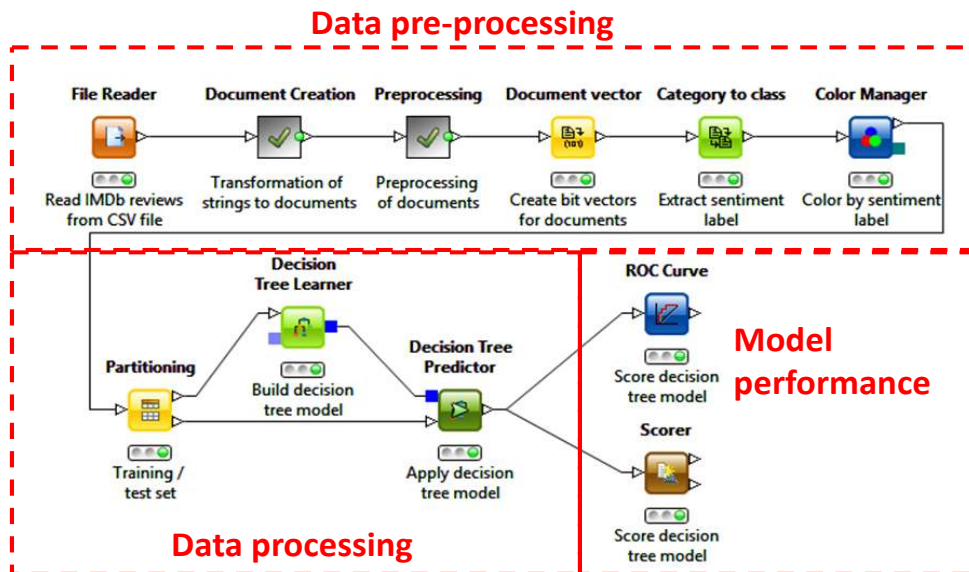 Data pre-processing
File Reader
Document Creation
Preprocessing
Document vector
Category to class
Color Manager
(101)
Read IMDb reviews
from CSV file
Transformation of
strings to documents
Preprocessing
of documents
Create bit vectors
for documents
Extract sentiment
label
Color by sentiment
label
Decision
Tree Learner
Build decision
tree model
Partitioning
Training /
test set
Decision Tree
Predictor
Apply decision
tree model
Data processing
ROC Curve
Score decision
tree model
Model
performance
Scorer
Score decision
tree model